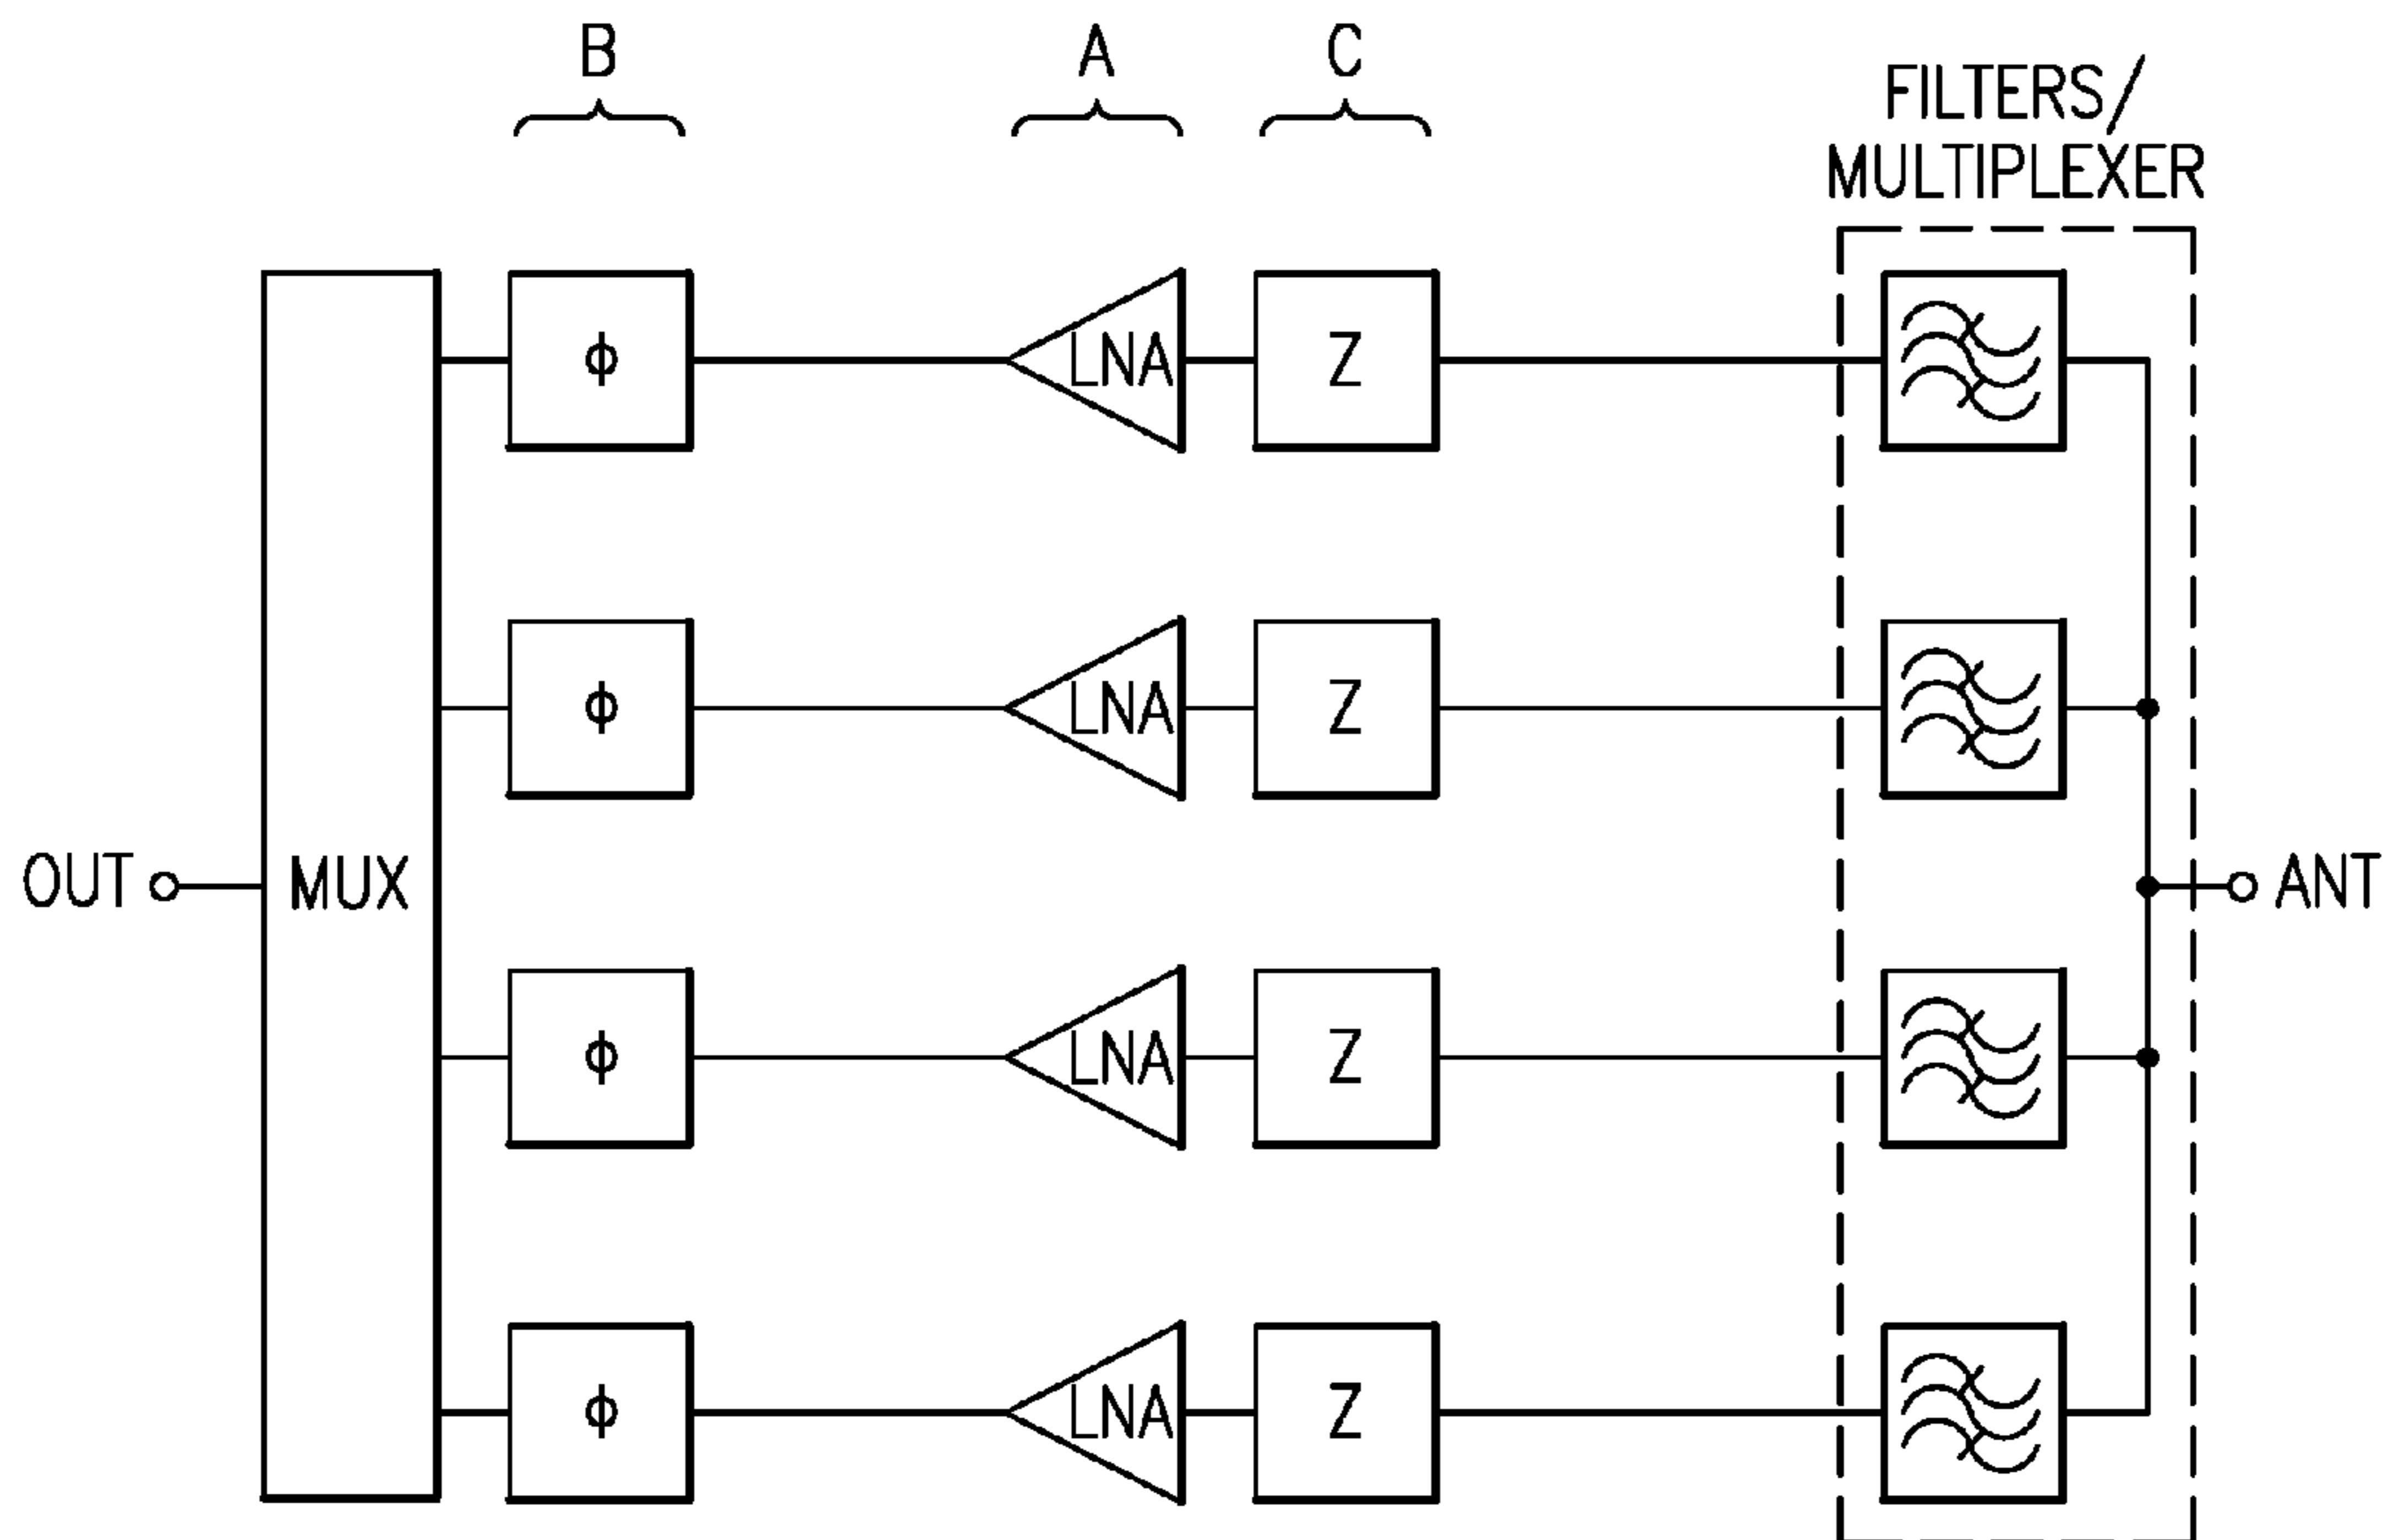 B A C
FILTERS/
MULTIPLEXER
ϕ LNA Z
ϕ LNA Z
OUT MUX ANT
ϕ LNA Z
ϕ LNA Z